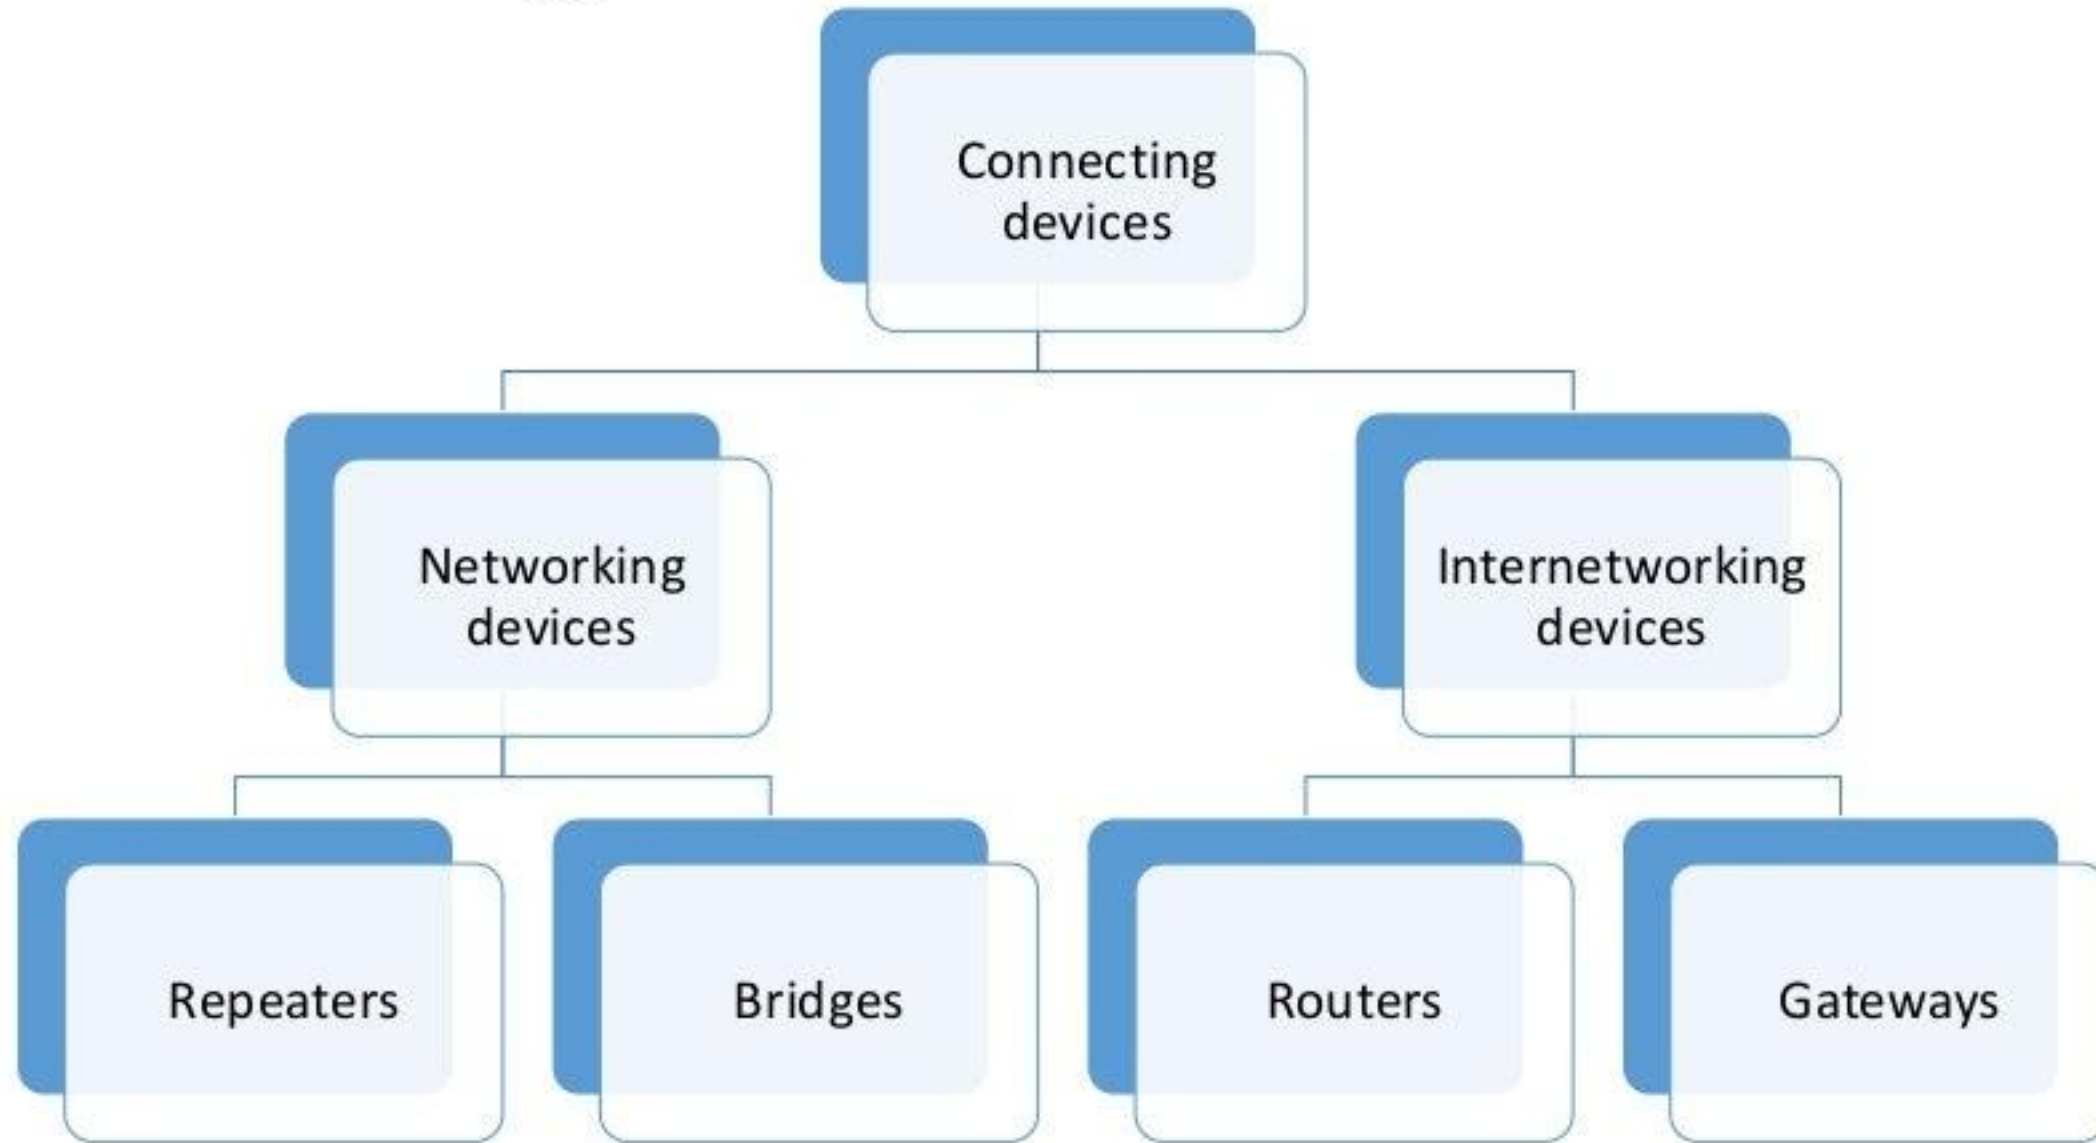 Connecting
devices
Networking
devices
Internetworking
devices
Repeaters
Bridges
Routers
Gateways